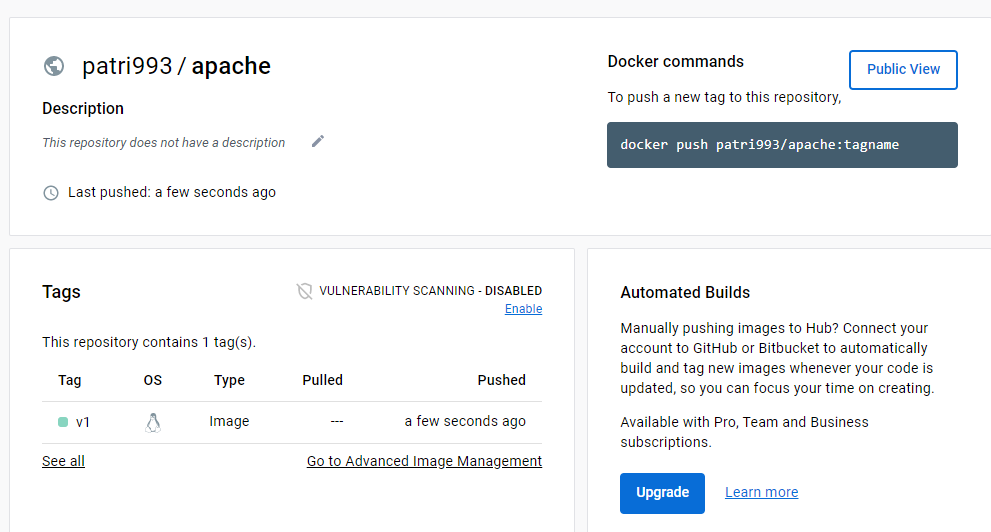 patri993 / apache
Description
This repository does not have a description
Last pushed: a few seconds ago
Docker commands
Public View
To push a new tag to this repository,
docker push patri993/apache:tagname
Tags
VULNERABILITY SCANNING - DISABLED
Enable
This repository contains 1 tag(s).
Tag OS Type Pulled Pushed
v1 Image --- a few seconds ago
See all Go to Advanced Image Management
Automated Builds
Manually pushing images to Hub? Connect your
account to GitHub or Bitbucket to automatically
build and tag new images whenever your code is
updated, so you can focus your time on creating.
Available with Pro, Team and Business
subscriptions.
Upgrade Learn more